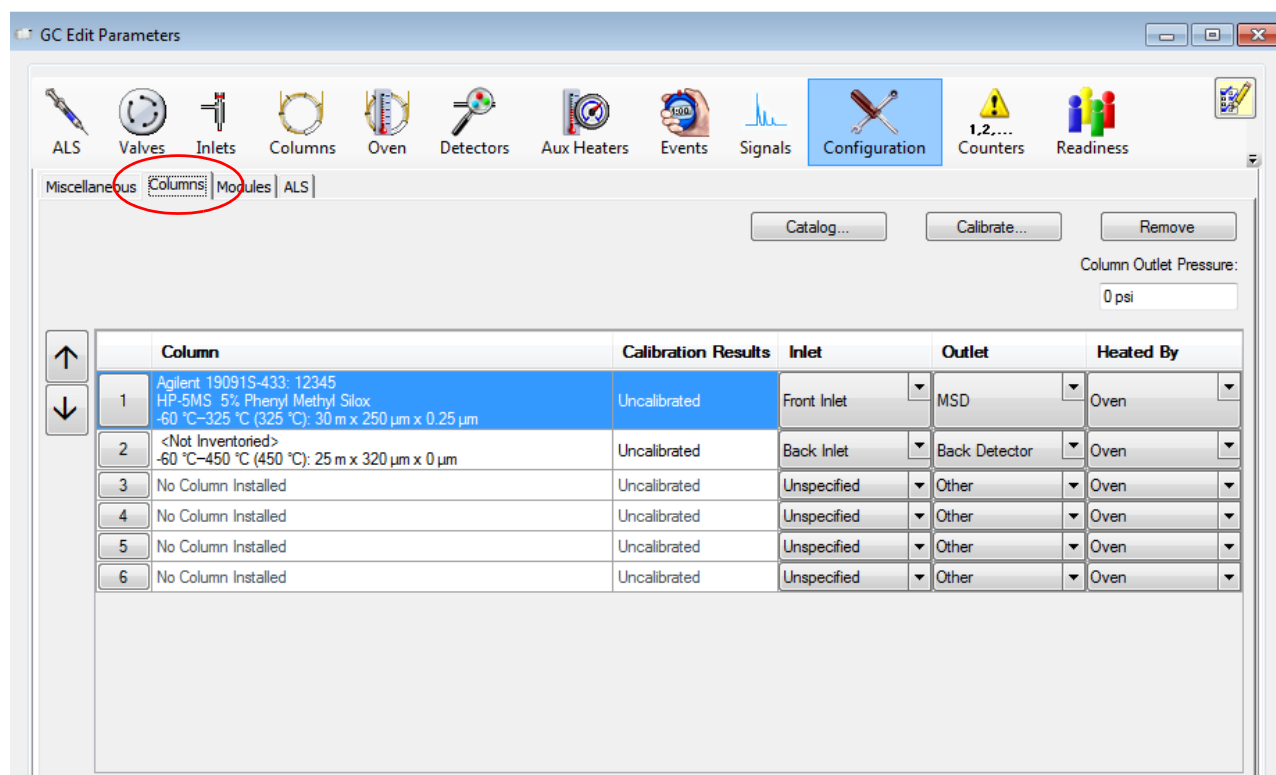 GC Edit Parameters
1:00
1,2,...
ALS Valves Inlets Columns Oven Detectors Aux Heaters Events Signals Configuration Counters Readiness
Miscellaneous Columns Modules ALS
Catalog... Calibrate... Remove
Column Outlet Pressure:
0 psi
Column Calibration Results Inlet Outlet Heated By
Agilent 19091S-433: 12345
1 HP-5MS 5% Phenyl Methyl Silox Uncalibrated Front Inlet MSD Oven
-60 °C-325 °C (325 °C): 30 m x 250 µm x 0.25 µm
<Not Inventoried>
2 -60 °C-450 °C (450 °C): 25 m x 320 µm x 0 µm Uncalibrated Back Inlet Back Detector Oven
3 No Column Installed Uncalibrated Unspecified Other Oven
4 No Column Installed Uncalibrated Unspecified Other Oven
5 No Column Installed Uncalibrated Unspecified Other Oven
6 No Column Installed Uncalibrated Unspecified Other Oven